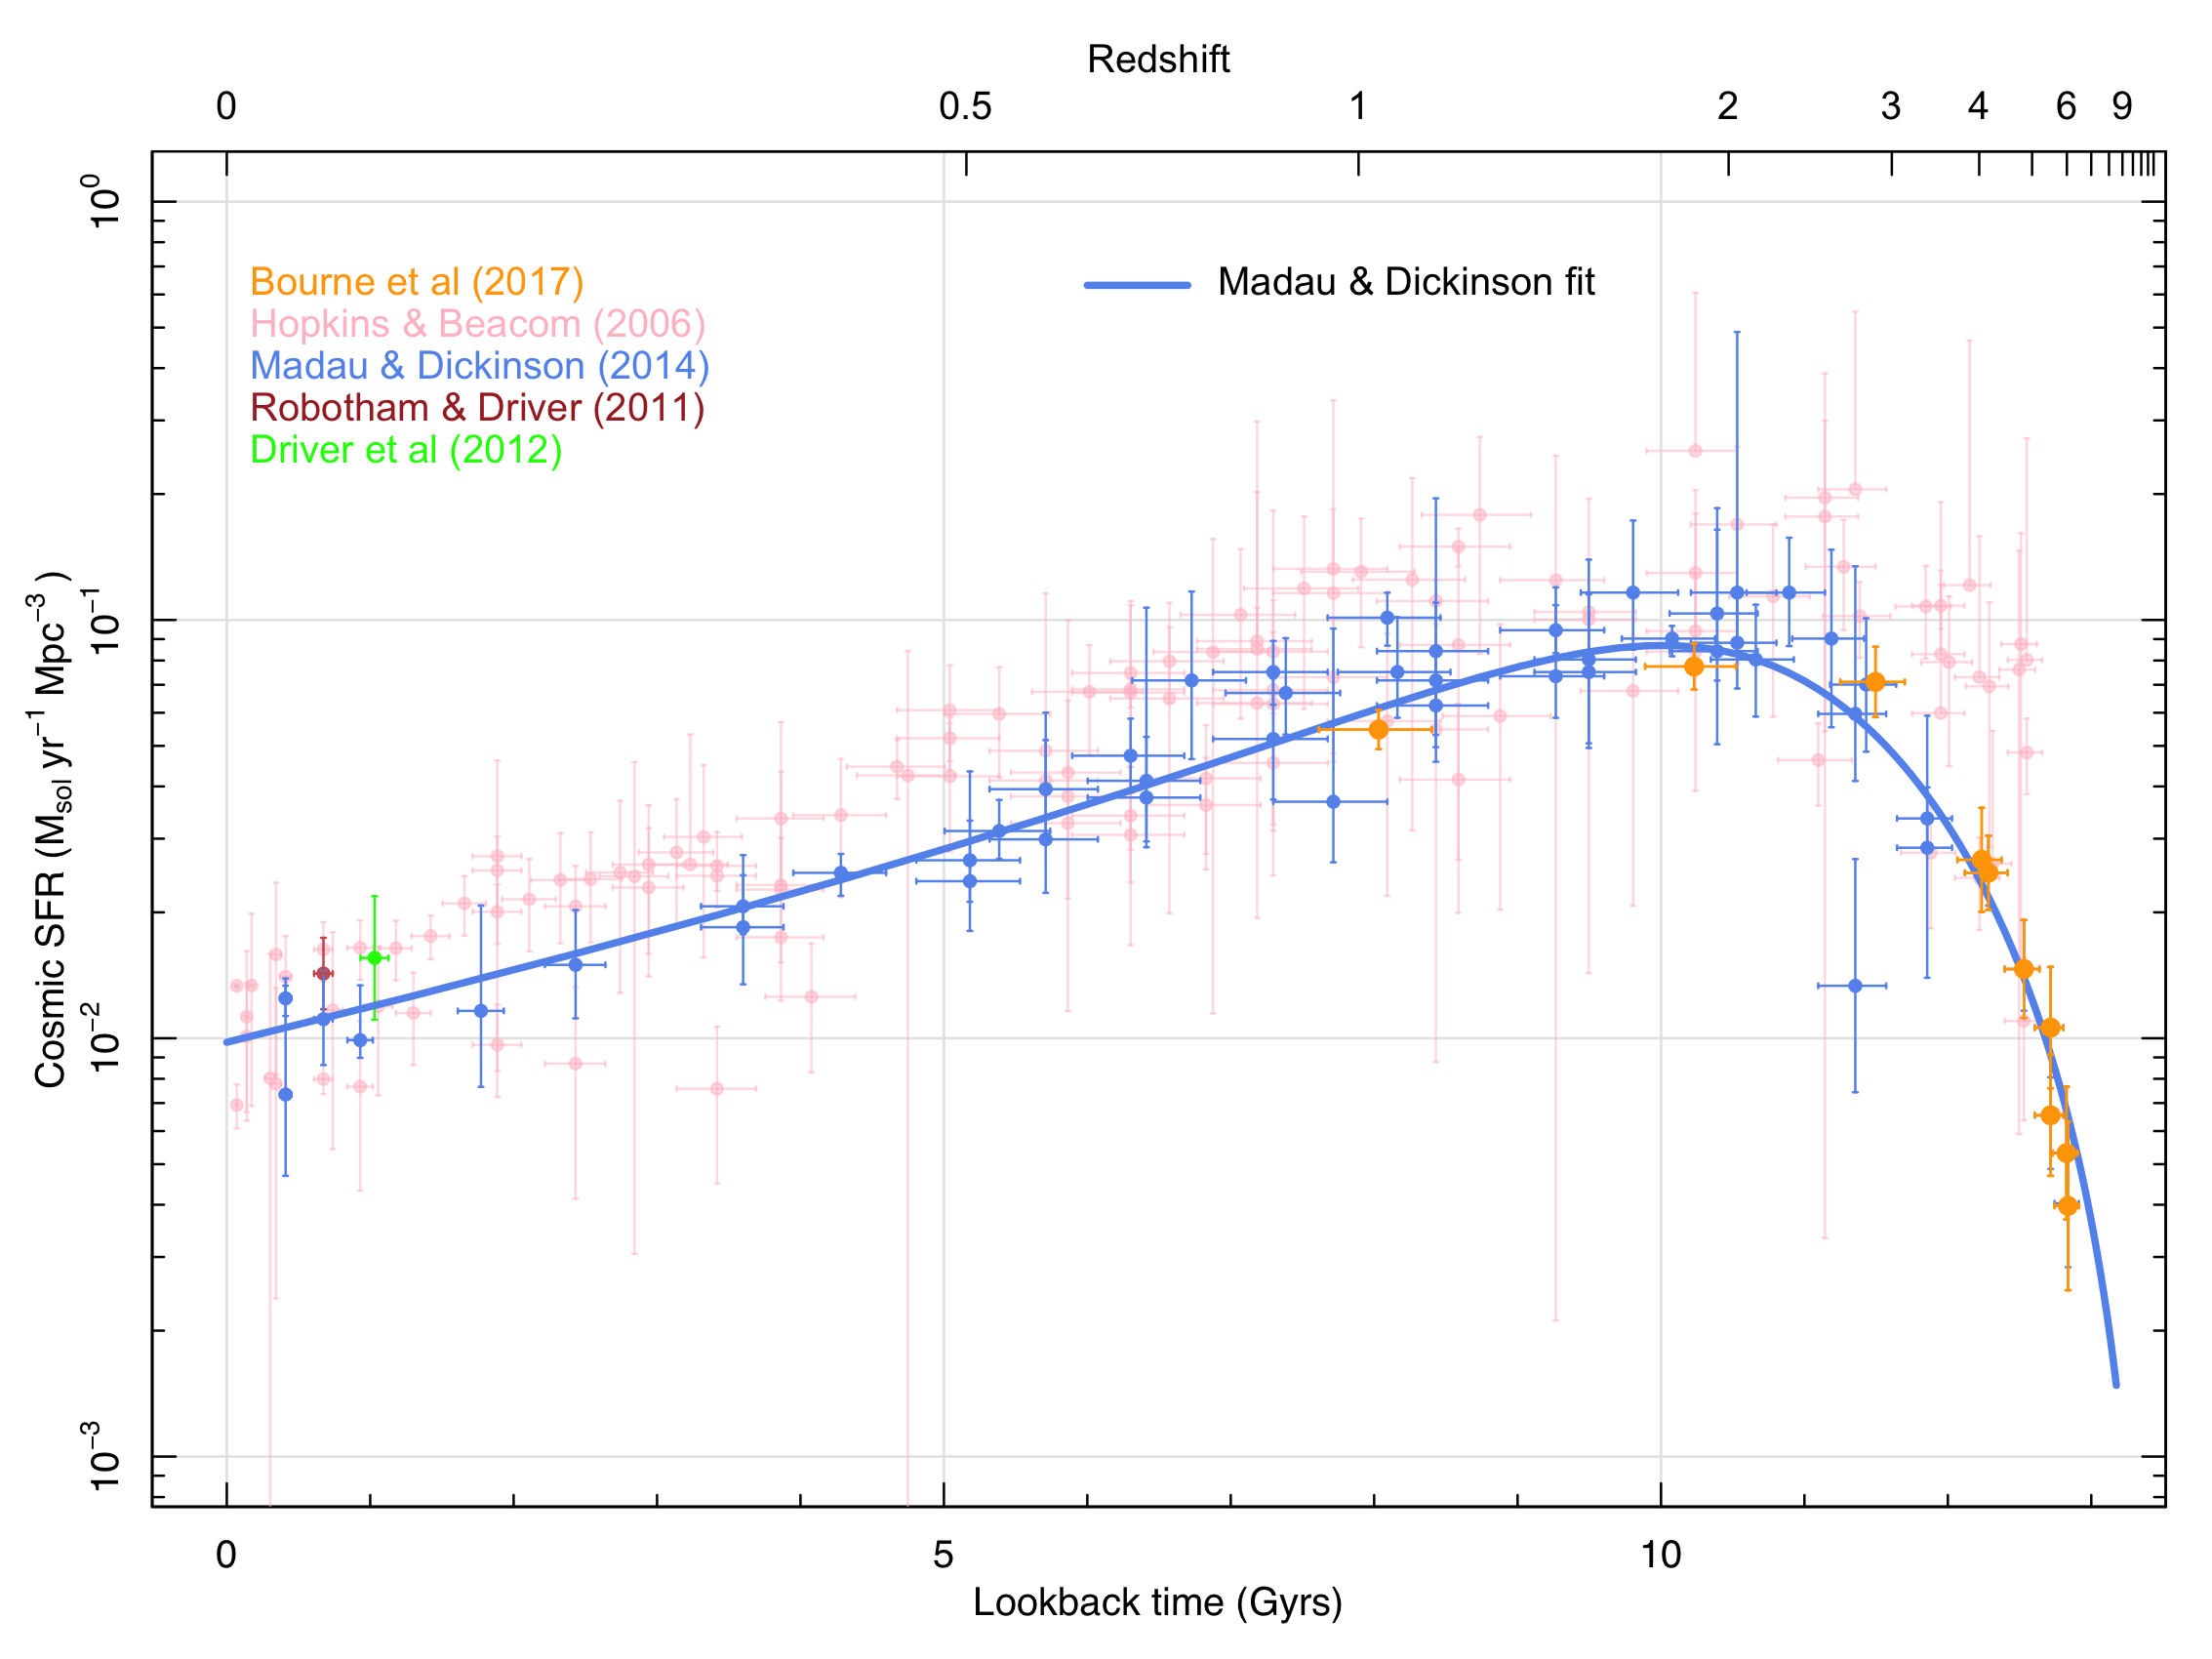 Redshift
0 0.5 1 2 3 4 6 9
10⁰
Bourne et al (2017)
Madau & Dickinson fit
Hopkins & Beacom (2006)
Madau & Dickinson (2014)
Robotham & Driver (2011)
Driver et al (2012)
Cosmic SFR (M_sol yr⁻¹ Mpc⁻³ )
10⁻¹
10⁻²
10⁻³
0 5 10
Lookback time (Gyrs)